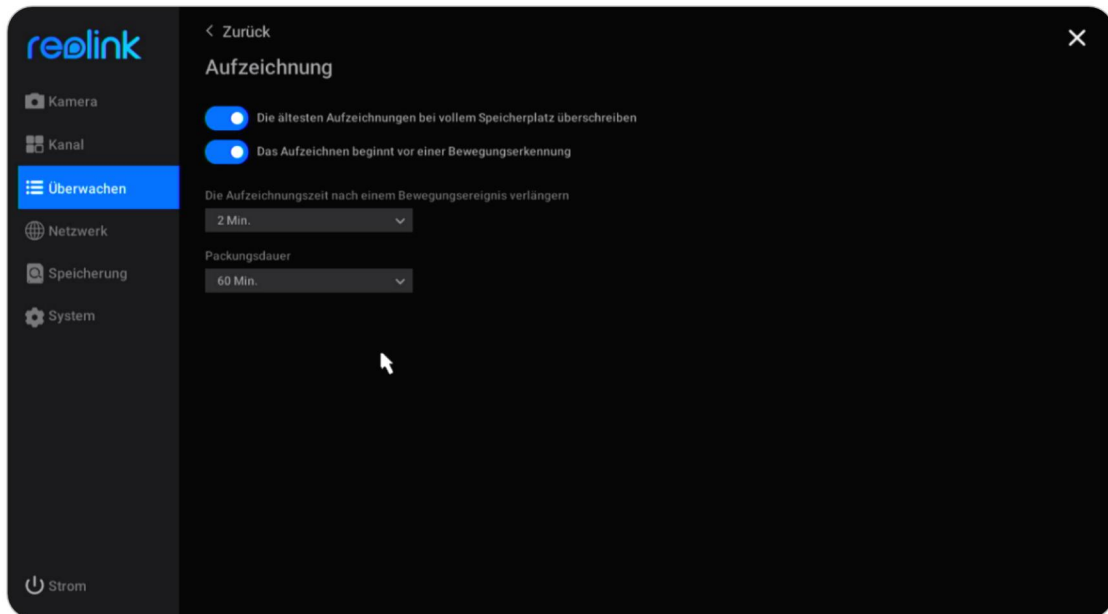 reolink
Kamera
Kanal
Überwachen
Netzwerk
Speicherung
System
Strom
Zurück
Aufzeichnung
Die ältesten Aufzeichnungen bei vollem Speicherplatz überschreiben
Das Aufzeichnen beginnt vor einer Bewegungserkennung
Die Aufzeichnungszeit nach einem Bewegungsereignis verlängern
2 Min.
Packungsdauer
60 Min.